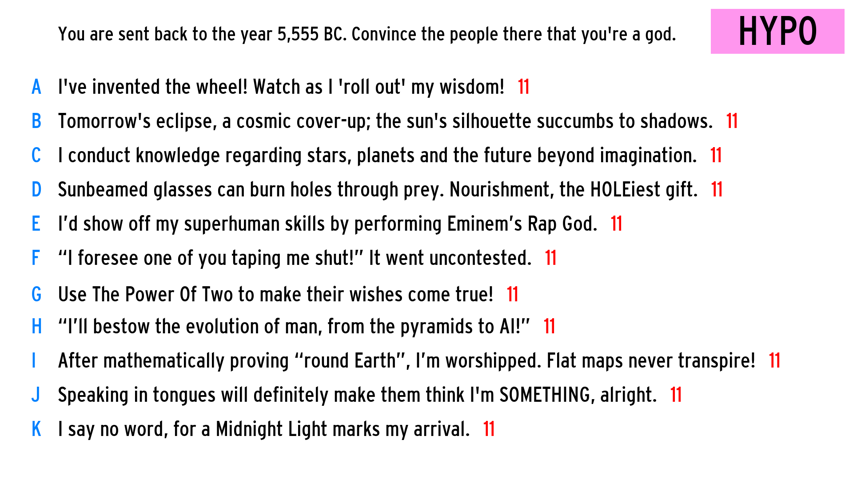 You are sent back to the year 5,555 BC. Convince the people there that you're a god.
HYPO
A I've invented the wheel! Watch as I 'roll out' my wisdom! 11
B Tomorrow's eclipse, a cosmic cover-up; the sun's silhouette succumbs to shadows. 11
C I conduct knowledge regarding stars, planets and the future beyond imagination. 11
D Sunbeamed glasses can burn holes through prey. Nourishment, the HOLEiest gift. 11
E I’d show off my superhuman skills by performing Eminem’s Rap God. 11
F “I foresee one of you taping me shut!” It went uncontested. 11
G Use The Power Of Two to make their wishes come true! 11
H “I’ll bestow the evolution of man, from the pyramids to AI!” 11
I After mathematically proving “round Earth”, I’m worshipped. Flat maps never transpire! 11
J Speaking in tongues will definitely make them think I'm SOMETHING, alright. 11
K I say no word, for a Midnight Light marks my arrival. 11